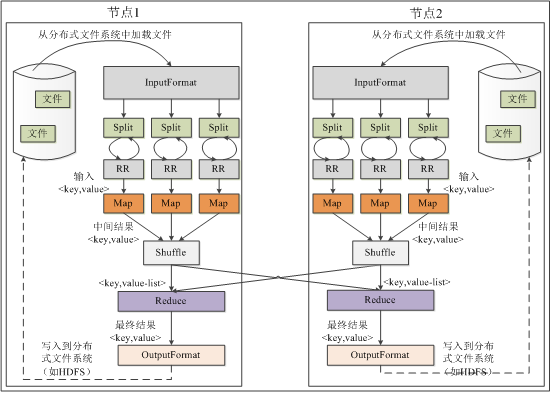 节点1
从分布式文件系统中加载文件
文件
文件
InputFormat
Split Split Split
RR RR RR
输入
<key,value>
Map Map Map
中间结果
<key,value>
Shuffle
<key,value-list>
Reduce
最终结果
<key,value>
OutputFormat
写入到分布
式文件系统
（如HDFS）
节点2
从分布式文件系统中加载文件
文件
文件
InputFormat
Split Split Split
RR RR RR
输入
<key,value>
Map Map Map
中间结果
<key,value>
Shuffle
<key,value-list>
Reduce
最终结果
<key,value>
OutputFormat
写入到分布
式文件系统
（如HDFS）